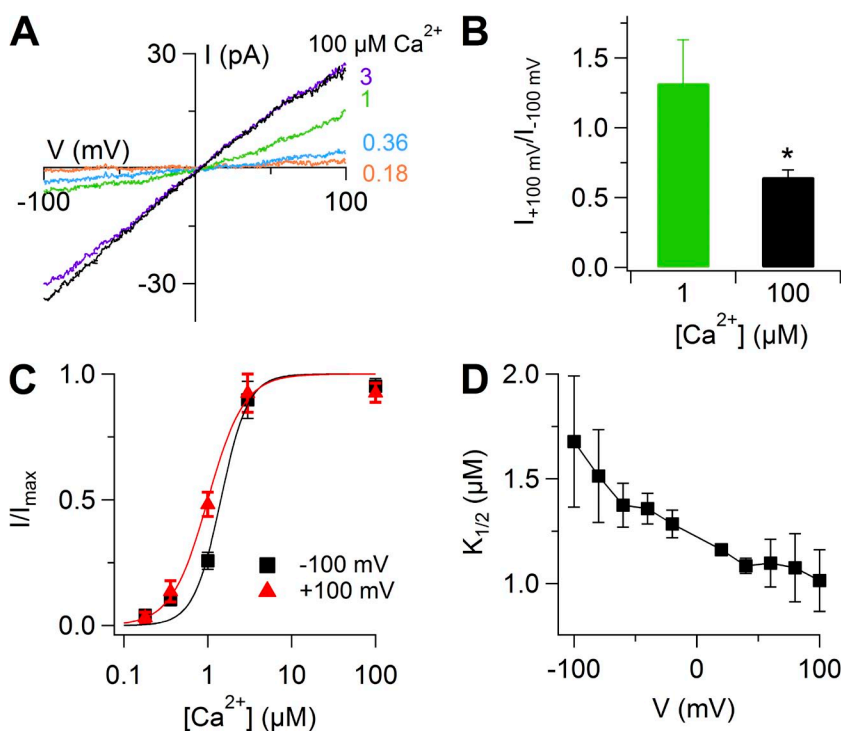 A
I (pA)
30
100 µM Ca²⁺
3
1
0.36
0.18
V (mV)
-100
100
-30
B
I+100 mV/I-100 mV
1.5
1.0
0.5
0.0
*
1
100
[Ca²⁺] (µM)
C
I/Imax
1.0
0.5
0.0
-100 mV
+100 mV
0.1
1
10
100
[Ca²⁺] (µM)
D
K1/2 (µM)
2.0
1.5
1.0
-100
0
100
V (mV)